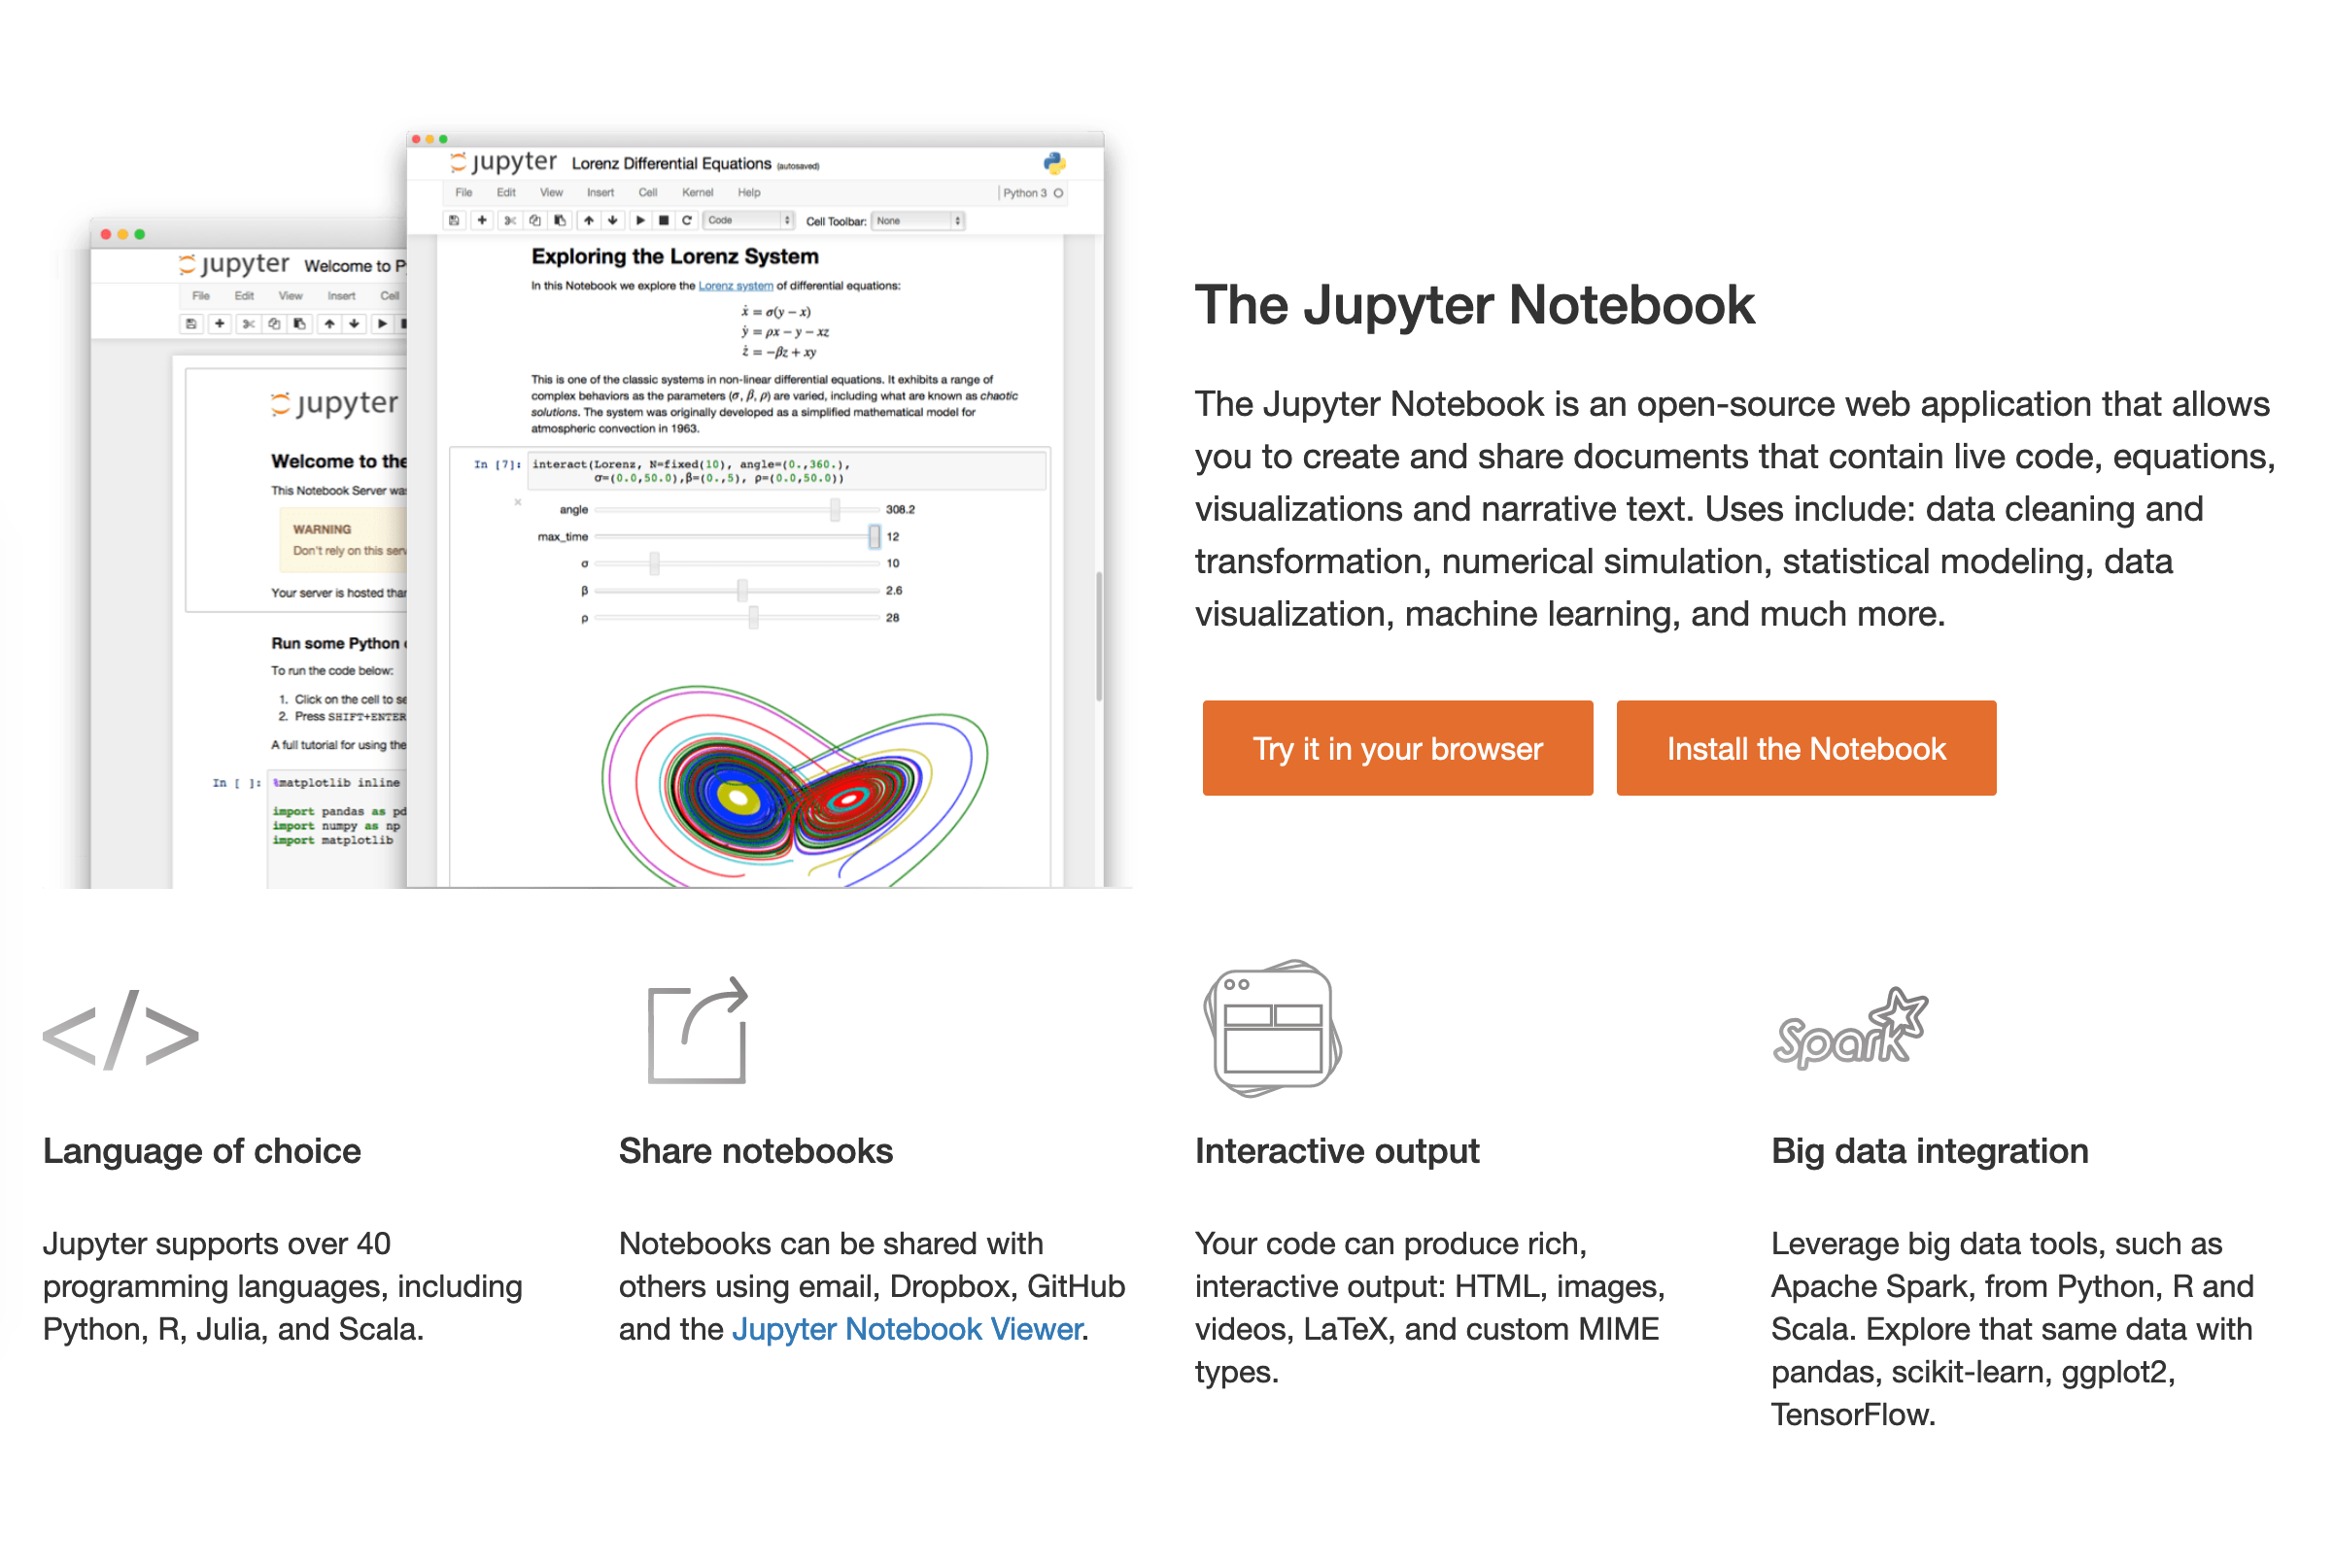 jupyter Lorenz Differential Equations (autosaved)
File Edit View Insert Cell Kernel Help Python 3
Code Cell Toolbar: None
Exploring the Lorenz System
In this Notebook we explore the Lorenz system of differential equations:
ẋ = σ(y − x)
ẏ = ρx − y − xz
ż = −βz + xy
This is one of the classic systems in non-linear differential equations. It exhibits a range of
complex behaviors as the parameters (σ, β, ρ) are varied, including what are known as chaotic
solutions. The system was originally developed as a simplified mathematical model for
atmospheric convection in 1963.
In [7]: interact(Lorenz, N=fixed(10), angle=(0.,360.),
σ=(0.0,50.0),β=(0.,5), ρ=(0.0,50.0))
angle 308.2
max_time 12
σ 10
β 2.6
ρ 28
jupyter Welcome to P
File Edit View Insert Cell
jupyter
Welcome to the
This Notebook Server was
WARNING
Don't rely on this serv
Your server is hosted than
Run some Python
To run the code below:
1. Click on the cell to se
2. Press SHIFT+ENTER
A full tutorial for using the
In [ ]: %matplotlib inline
import pandas as pd
import numpy as np
import matplotlib
The Jupyter Notebook
The Jupyter Notebook is an open-source web application that allows
you to create and share documents that contain live code, equations,
visualizations and narrative text. Uses include: data cleaning and
transformation, numerical simulation, statistical modeling, data
visualization, machine learning, and much more.
Try it in your browser Install the Notebook
</>
Language of choice
Jupyter supports over 40
programming languages, including
Python, R, Julia, and Scala.
Share notebooks
Notebooks can be shared with
others using email, Dropbox, GitHub
and the Jupyter Notebook Viewer.
Interactive output
Your code can produce rich,
interactive output: HTML, images,
videos, LaTeX, and custom MIME
types.
Spark
Big data integration
Leverage big data tools, such as
Apache Spark, from Python, R and
Scala. Explore that same data with
pandas, scikit-learn, ggplot2,
TensorFlow.